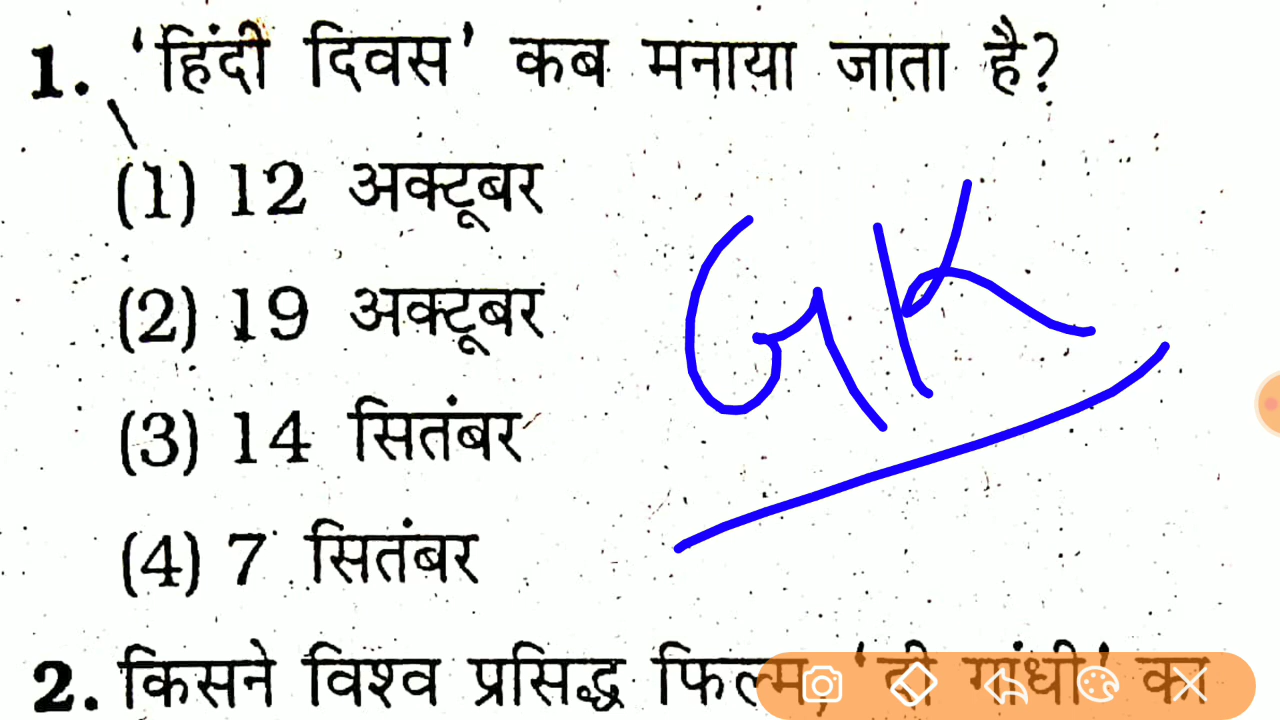 1. 'हिंदी दिवस' कब मनाया जाता है?
(1) 12 अक्टूबर
(2) 19 अक्टूबर
GK
(3) 14 सितंबर
(4) 7 सितंबर
2. किसने विश्व प्रसिद्ध फिल्म, 'दी गांधी' का